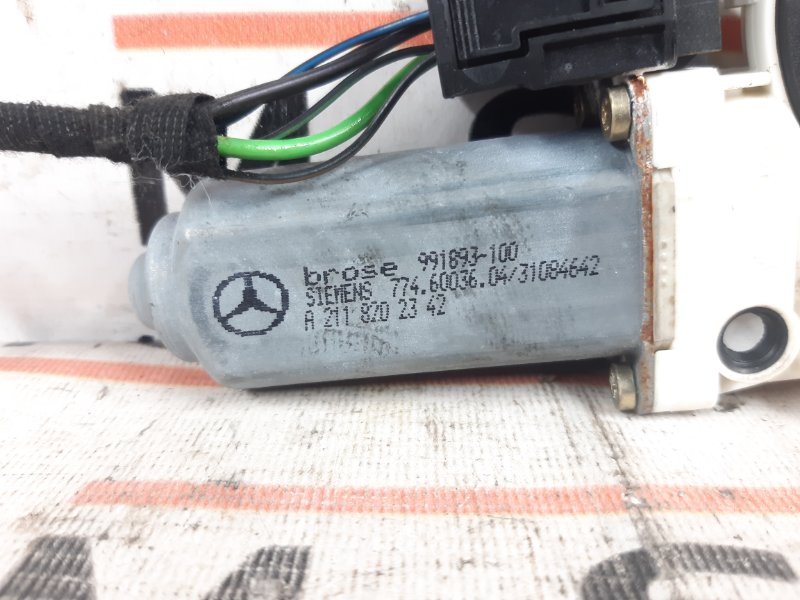 brose 991893-100
SIEMENS 774.60036.04/31084642
A 211 820 23 42